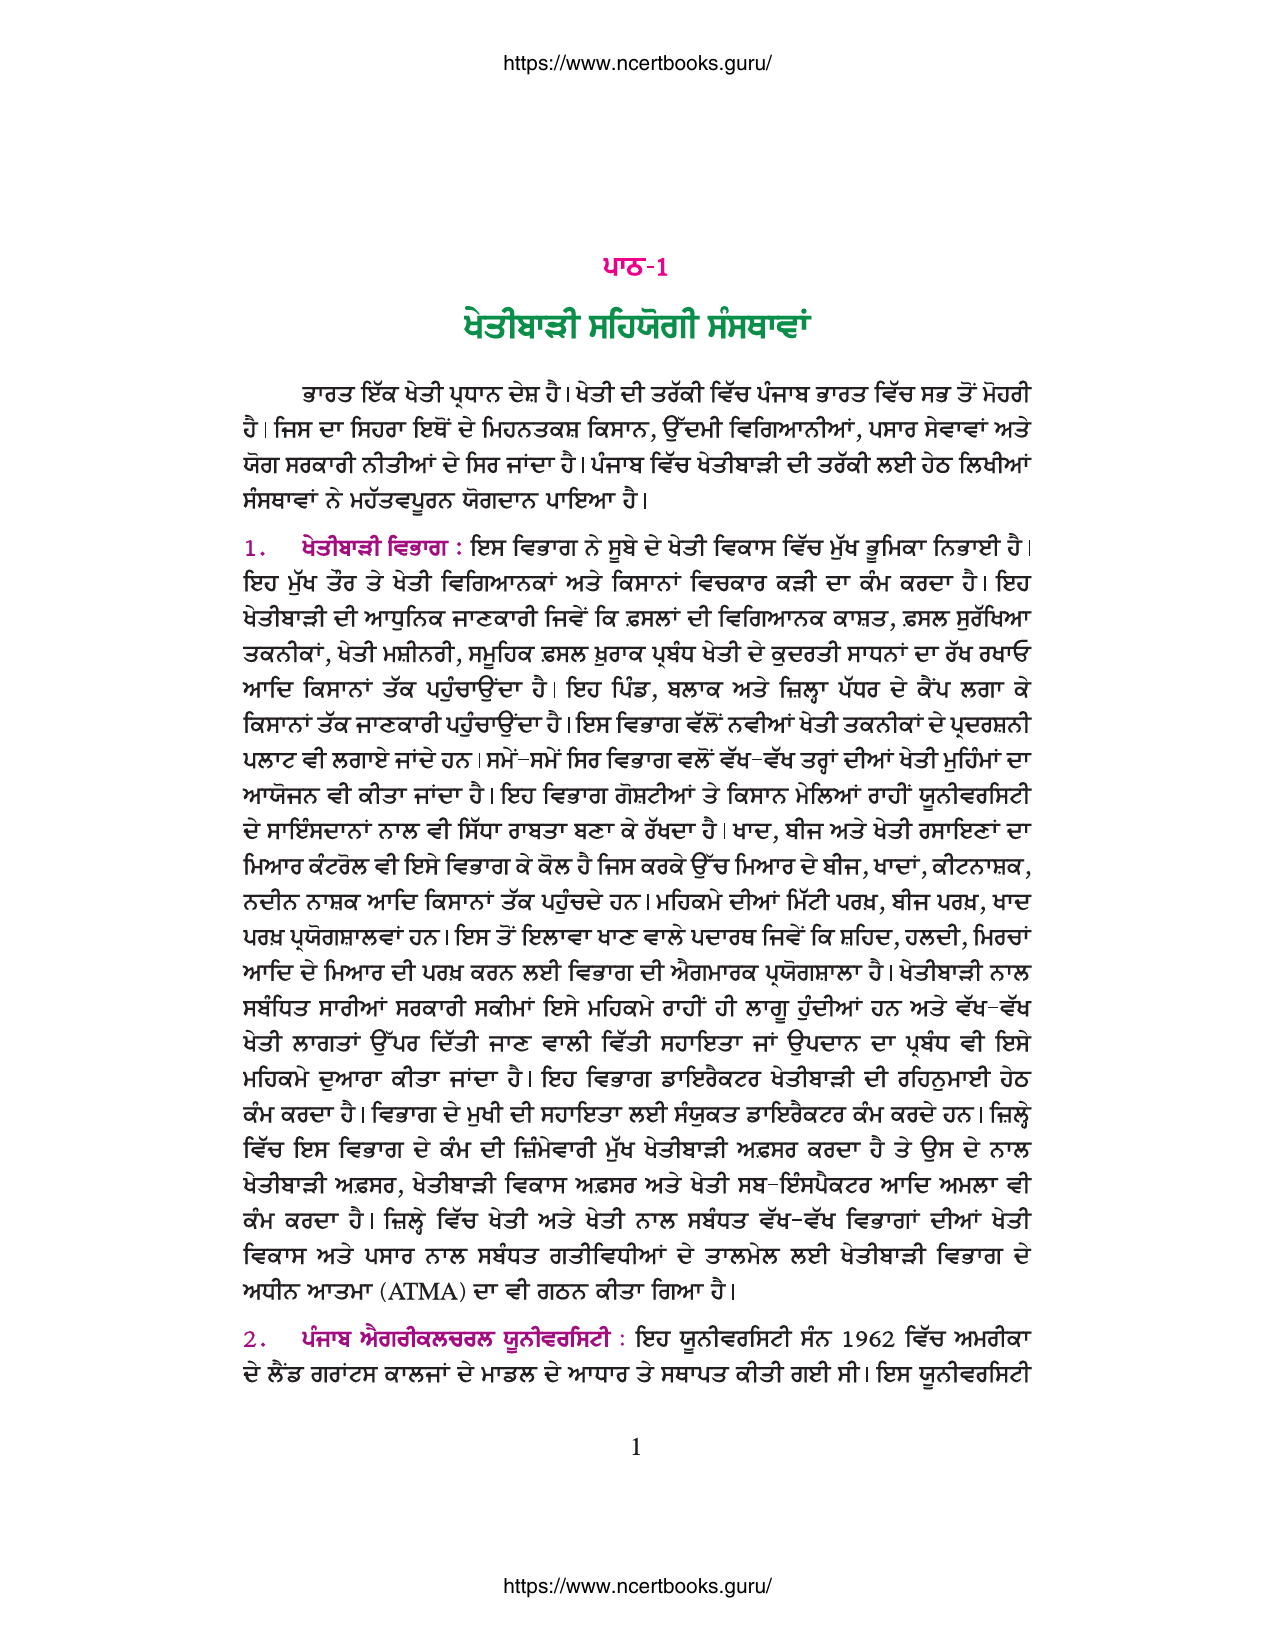 https://www.ncertbooks.guru/
ਪਾਠ-1
ਖੇਤੀਬਾੜੀ ਸਹਿਯੋਗੀ ਸੰਸਥਾਵਾਂ
ਭਾਰਤ ਇੱਕ ਖੇਤੀ ਪ੍ਰਧਾਨ ਦੇਸ਼ ਹੈ। ਖੇਤੀ ਦੀ ਤਰੱਕੀ ਵਿੱਚ ਪੰਜਾਬ ਭਾਰਤ ਵਿੱਚ ਸਭ ਤੋਂ ਮੋਹਰੀ
ਹੈ। ਜਿਸ ਦਾ ਸਿਹਰਾ ਇਥੋਂ ਦੇ ਮਿਹਨਤਕਸ਼ ਕਿਸਾਨ, ਉੱਦਮੀ ਵਿਗਿਆਨੀਆਂ, ਪਸਾਰ ਸੇਵਾਵਾਂ ਅਤੇ
ਯੋਗ ਸਰਕਾਰੀ ਨੀਤੀਆਂ ਦੇ ਸਿਰ ਜਾਂਦਾ ਹੈ। ਪੰਜਾਬ ਵਿੱਚ ਖੇਤੀਬਾੜੀ ਦੀ ਤਰੱਕੀ ਲਈ ਹੇਠ ਲਿਖੀਆਂ
ਸੰਸਥਾਵਾਂ ਨੇ ਮਹੱਤਵਪੂਰਨ ਯੋਗਦਾਨ ਪਾਇਆ ਹੈ।
1. ਖੇਤੀਬਾੜੀ ਵਿਭਾਗ : ਇਸ ਵਿਭਾਗ ਨੇ ਸੂਬੇ ਦੇ ਖੇਤੀ ਵਿਕਾਸ ਵਿੱਚ ਮੁੱਖ ਭੂਮਿਕਾ ਨਿਭਾਈ ਹੈ।
ਇਹ ਮੁੱਖ ਤੌਰ ਤੇ ਖੇਤੀ ਵਿਗਿਆਨਕਾਂ ਅਤੇ ਕਿਸਾਨਾਂ ਵਿਚਕਾਰ ਕੜੀ ਦਾ ਕੰਮ ਕਰਦਾ ਹੈ। ਇਹ
ਖੇਤੀਬਾੜੀ ਦੀ ਆਧੁਨਿਕ ਜਾਣਕਾਰੀ ਜਿਵੇਂ ਕਿ ਫ਼ਸਲਾਂ ਦੀ ਵਿਗਿਆਨਕ ਕਾਸ਼ਤ, ਫ਼ਸਲ ਸੁਰੱਖਿਆ
ਤਕਨੀਕਾਂ, ਖੇਤੀ ਮਸ਼ੀਨਰੀ, ਸਮੂਹਿਕ ਫ਼ਸਲ ਖ਼ੁਰਾਕ ਪ੍ਰਬੰਧ ਖੇਤੀ ਦੇ ਕੁਦਰਤੀ ਸਾਧਨਾਂ ਦਾ ਰੱਖ ਰਖਾਓ
ਆਦਿ ਕਿਸਾਨਾਂ ਤੱਕ ਪਹੁੰਚਾਉਂਦਾ ਹੈ। ਇਹ ਪਿੰਡ, ਬਲਾਕ ਅਤੇ ਜ਼ਿਲ੍ਹਾ ਪੱਧਰ ਦੇ ਕੈਂਪ ਲਗਾ ਕੇ
ਕਿਸਾਨਾਂ ਤੱਕ ਜਾਣਕਾਰੀ ਪਹੁੰਚਾਉਂਦਾ ਹੈ। ਇਸ ਵਿਭਾਗ ਵੱਲੋਂ ਨਵੀਆਂ ਖੇਤੀ ਤਕਨੀਕਾਂ ਦੇ ਪ੍ਰਦਰਸ਼ਨੀ
ਪਲਾਟ ਵੀ ਲਗਾਏ ਜਾਂਦੇ ਹਨ। ਸਮੇਂ-ਸਮੇਂ ਸਿਰ ਵਿਭਾਗ ਵਲੋਂ ਵੱਖ-ਵੱਖ ਤਰ੍ਹਾਂ ਦੀਆਂ ਖੇਤੀ ਮੁਹਿੰਮਾਂ ਦਾ
ਆਯੋਜਨ ਵੀ ਕੀਤਾ ਜਾਂਦਾ ਹੈ। ਇਹ ਵਿਭਾਗ ਗੋਸ਼ਟੀਆਂ ਤੇ ਕਿਸਾਨ ਮੇਲਿਆਂ ਰਾਹੀਂ ਯੂਨੀਵਰਸਿਟੀ
ਦੇ ਸਾਇੰਸਦਾਨਾਂ ਨਾਲ ਵੀ ਸਿੱਧਾ ਰਾਬਤਾ ਬਣਾ ਕੇ ਰੱਖਦਾ ਹੈ। ਖਾਦ, ਬੀਜ ਅਤੇ ਖੇਤੀ ਰਸਾਇਣਾਂ ਦਾ
ਮਿਆਰ ਕੰਟਰੋਲ ਵੀ ਇਸੇ ਵਿਭਾਗ ਕੇ ਕੋਲ ਹੈ ਜਿਸ ਕਰਕੇ ਉੱਚ ਮਿਆਰ ਦੇ ਬੀਜ, ਖਾਦਾਂ, ਕੀਟਨਾਸ਼ਕ,
ਨਦੀਨ ਨਾਸ਼ਕ ਆਦਿ ਕਿਸਾਨਾਂ ਤੱਕ ਪਹੁੰਚਦੇ ਹਨ। ਮਹਿਕਮੇ ਦੀਆਂ ਮਿੱਟੀ ਪਰਖ਼, ਬੀਜ ਪਰਖ਼, ਖਾਦ
ਪਰਖ਼ ਪ੍ਰਯੋਗਸ਼ਾਲਵਾਂ ਹਨ। ਇਸ ਤੋਂ ਇਲਾਵਾ ਖਾਣ ਵਾਲੇ ਪਦਾਰਥ ਜਿਵੇਂ ਕਿ ਸ਼ਹਿਦ, ਹਲਦੀ, ਮਿਰਚਾਂ
ਆਦਿ ਦੇ ਮਿਆਰ ਦੀ ਪਰਖ਼ ਕਰਨ ਲਈ ਵਿਭਾਗ ਦੀ ਐਗਮਾਰਕ ਪ੍ਰਯੋਗਸ਼ਾਲਾ ਹੈ। ਖੇਤੀਬਾੜੀ ਨਾਲ
ਸਬੰਧਿਤ ਸਾਰੀਆਂ ਸਰਕਾਰੀ ਸਕੀਮਾਂ ਇਸੇ ਮਹਿਕਮੇ ਰਾਹੀਂ ਹੀ ਲਾਗੂ ਹੁੰਦੀਆਂ ਹਨ ਅਤੇ ਵੱਖ-ਵੱਖ
ਖੇਤੀ ਲਾਗਤਾਂ ਉੱਪਰ ਦਿੱਤੀ ਜਾਣ ਵਾਲੀ ਵਿੱਤੀ ਸਹਾਇਤਾ ਜਾਂ ਉਪਦਾਨ ਦਾ ਪ੍ਰਬੰਧ ਵੀ ਇਸੇ
ਮਹਿਕਮੇ ਦੁਆਰਾ ਕੀਤਾ ਜਾਂਦਾ ਹੈ। ਇਹ ਵਿਭਾਗ ਡਾਇਰੈਕਟਰ ਖੇਤੀਬਾੜੀ ਦੀ ਰਹਿਨੁਮਾਈ ਹੇਠ
ਕੰਮ ਕਰਦਾ ਹੈ। ਵਿਭਾਗ ਦੇ ਮੁਖੀ ਦੀ ਸਹਾਇਤਾ ਲਈ ਸੰਯੁਕਤ ਡਾਇਰੈਕਟਰ ਕੰਮ ਕਰਦੇ ਹਨ। ਜ਼ਿਲ੍ਹੇ
ਵਿੱਚ ਇਸ ਵਿਭਾਗ ਦੇ ਕੰਮ ਦੀ ਜ਼ਿੰਮੇਵਾਰੀ ਮੁੱਖ ਖੇਤੀਬਾੜੀ ਅਫ਼ਸਰ ਕਰਦਾ ਹੈ ਤੇ ਉਸ ਦੇ ਨਾਲ
ਖੇਤੀਬਾੜੀ ਅਫ਼ਸਰ, ਖੇਤੀਬਾੜੀ ਵਿਕਾਸ ਅਫ਼ਸਰ ਅਤੇ ਖੇਤੀ ਸਬ-ਇੰਸਪੈਕਟਰ ਆਦਿ ਅਮਲਾ ਵੀ
ਕੰਮ ਕਰਦਾ ਹੈ। ਜ਼ਿਲ੍ਹੇ ਵਿੱਚ ਖੇਤੀ ਅਤੇ ਖੇਤੀ ਨਾਲ ਸਬੰਧਤ ਵੱਖ-ਵੱਖ ਵਿਭਾਗਾਂ ਦੀਆਂ ਖੇਤੀ
ਵਿਕਾਸ ਅਤੇ ਪਸਾਰ ਨਾਲ ਸਬੰਧਤ ਗਤੀਵਿਧੀਆਂ ਦੇ ਤਾਲਮੇਲ ਲਈ ਖੇਤੀਬਾੜੀ ਵਿਭਾਗ ਦੇ
ਅਧੀਨ ਆਤਮਾ (ATMA) ਦਾ ਵੀ ਗਠਨ ਕੀਤਾ ਗਿਆ ਹੈ।
2. ਪੰਜਾਬ ਐਗਰੀਕਲਚਰਲ ਯੂਨੀਵਰਸਿਟੀ : ਇਹ ਯੂਨੀਵਰਸਿਟੀ ਸੰਨ 1962 ਵਿੱਚ ਅਮਰੀਕਾ
ਦੇ ਲੈਂਡ ਗਰਾਂਟਸ ਕਾਲਜਾਂ ਦੇ ਮਾਡਲ ਦੇ ਆਧਾਰ ਤੇ ਸਥਾਪਤ ਕੀਤੀ ਗਈ ਸੀ। ਇਸ ਯੂਨੀਵਰਸਿਟੀ
1
https://www.ncertbooks.guru/